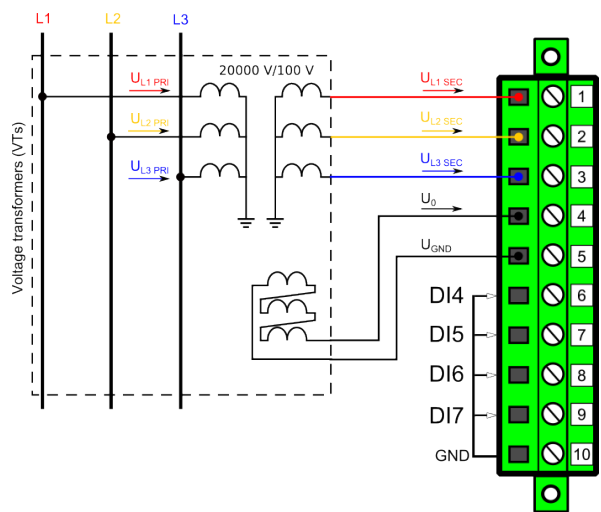 L1 L2 L3
Voltage transformers (VTs)
20000 V/100 V
UL1 PRI
UL1 SEC
1
UL2 PRI
UL2 SEC
2
UL3 PRI
UL3 SEC
3
U0
4
UGND
5
DI4
6
DI5
7
DI6
8
DI7
9
GND
10